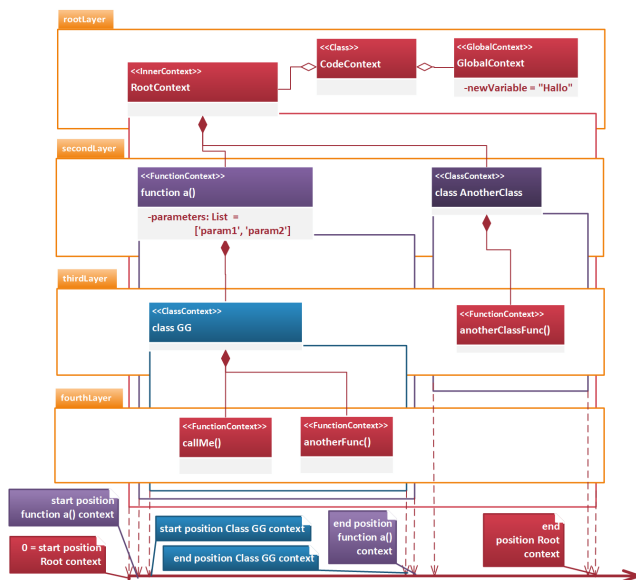 rootLayer
<<Class>>
CodeContext
<<GlobalContext>>
GlobalContext
-newVariable = "Hallo"
<<InnerContext>>
RootContext
secondLayer
<<FunctionContext>>
function a()
-parameters: List =
['param1', 'param2']
<<ClassContext>>
class AnotherClass
thirdLayer
<<ClassContext>>
class GG
<<FunctionContext>>
anotherClassFunc()
fourthLayer
<<FunctionContext>>
callMe()
<<FunctionContext>>
anotherFunc()
start position
function a() context
0 = start position
Root context
start position Class GG context
end position Class GG context
end position
function a()
context
end
position Root
context